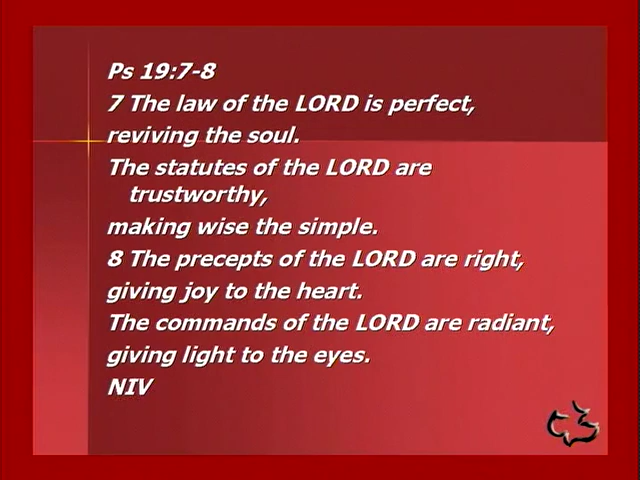 Ps 19:7-8
7 The law of the LORD is perfect,
reviving the soul.
The statutes of the LORD are
trustworthy,
making wise the simple.
8 The precepts of the LORD are right,
giving joy to the heart.
The commands of the LORD are radiant,
giving light to the eyes.
NIV